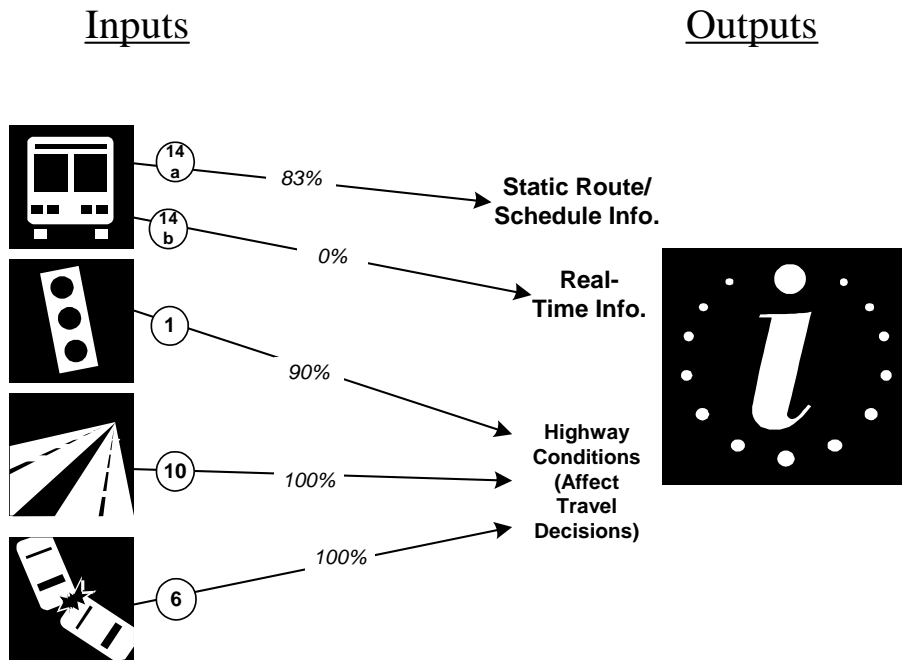 Inputs
Outputs
14
a
83%
Static Route/
Schedule Info.
14
b
0%
Real-
Time Info.
1
90%
Highway
Conditions
(Affect
Travel
Decisions)
10
100%
6
100%
i